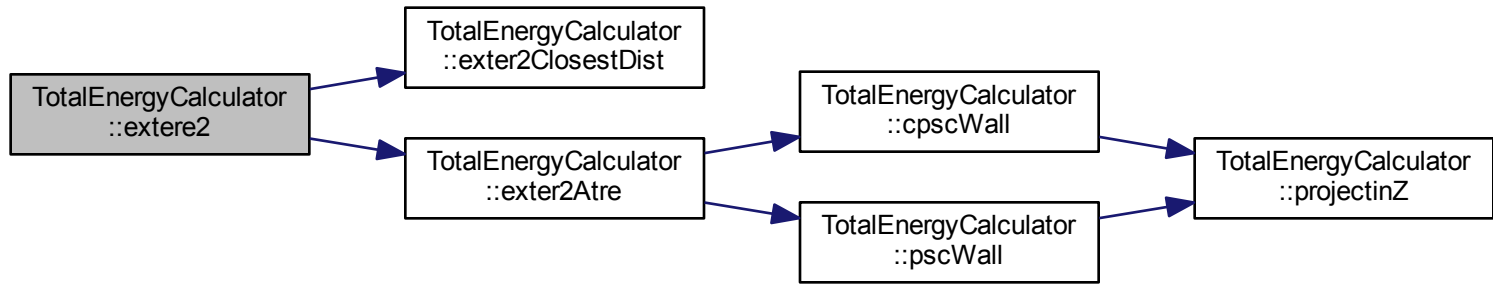 TotalEnergyCalculator
::extere2
TotalEnergyCalculator
::exter2ClosestDist
TotalEnergyCalculator
::exter2Atre
TotalEnergyCalculator
::cpscWall
TotalEnergyCalculator
::pscWall
TotalEnergyCalculator
::projectinZ